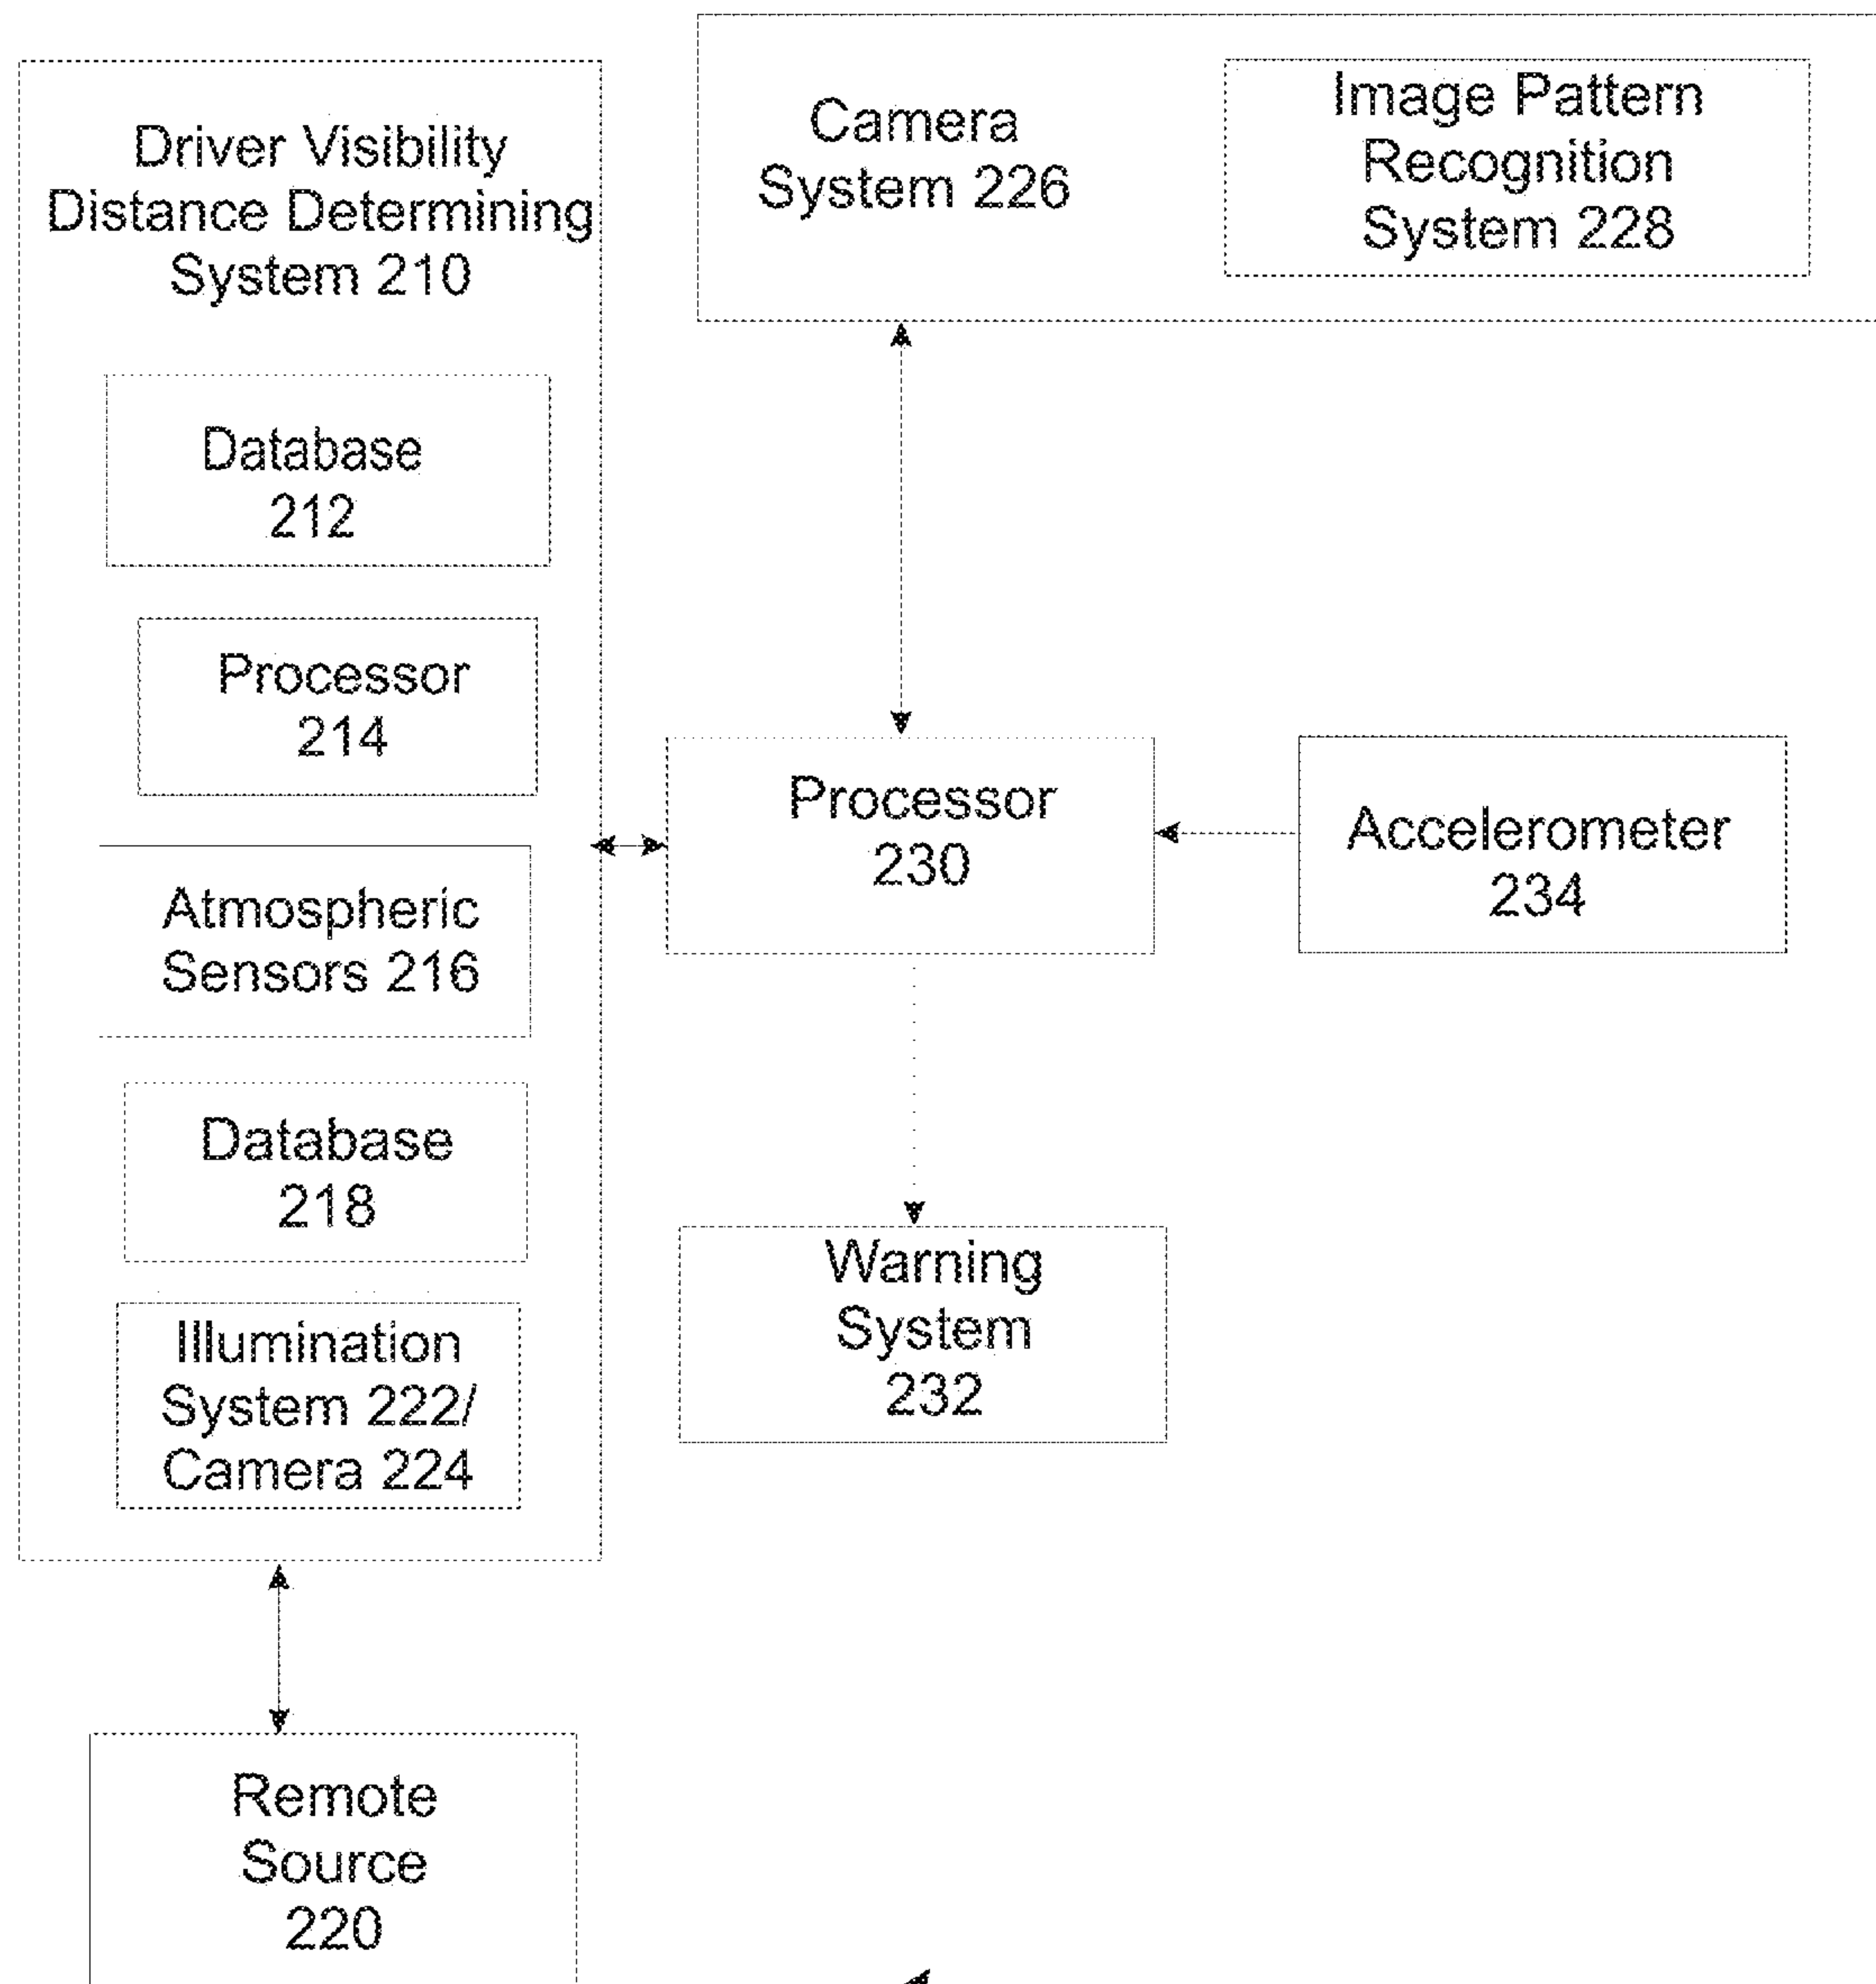 Driver Visibility
Distance Determining
System 210
Database
212
Processor
214
Atmospheric
Sensors 216
Database
218
Illumination
System 222/
Camera 224
Remote
Source
220
Camera
System 226
Image Pattern
Recognition
System 228
Processor
230
Accelerometer
234
Warning
System
232